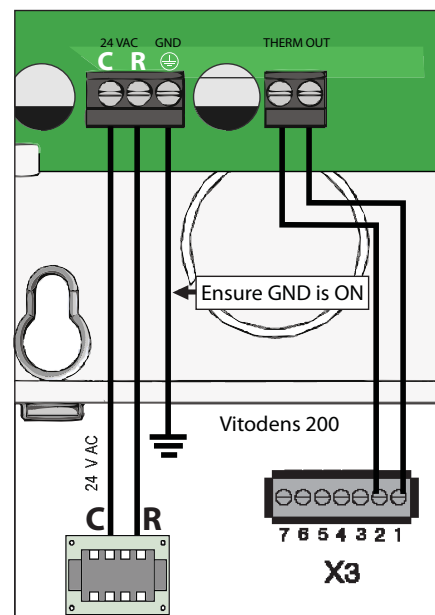 24 VAC GND THERM OUT
C R
Ensure GND is ON
Vitodens 200
24 V AC
C R
7 6 5 4 3 2 1
X3